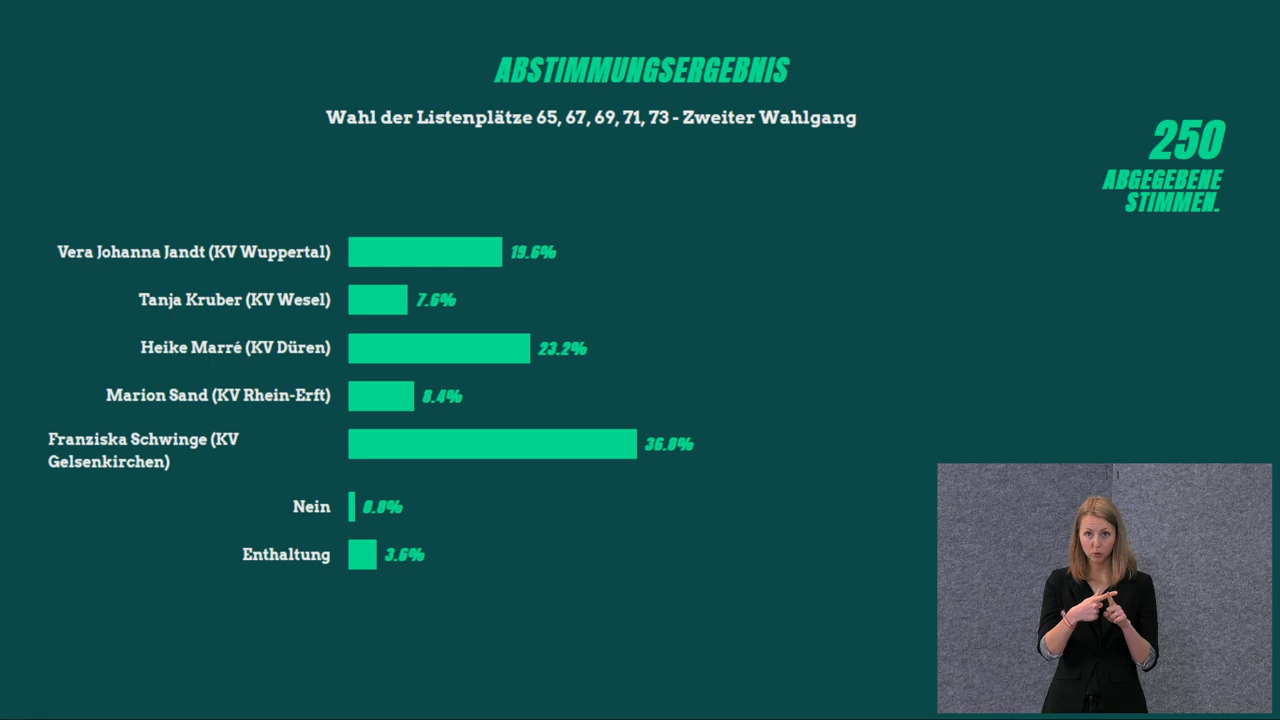 ABSTIMMUNGSERGEBNIS
Wahl der Listenplätze 65, 67, 69, 71, 73 - Zweiter Wahlgang
250
ABGEGEBENE
STIMMEN.
Vera Johanna Jandt (KV Wuppertal) 19.6%
Tanja Kruber (KV Wesel) 7.6%
Heike Marré (KV Düren) 23.2%
Marion Sand (KV Rhein-Erft) 8.4%
Franziska Schwinge (KV
Gelsenkirchen) 36.8%
Nein 0.8%
Enthaltung 3.6%